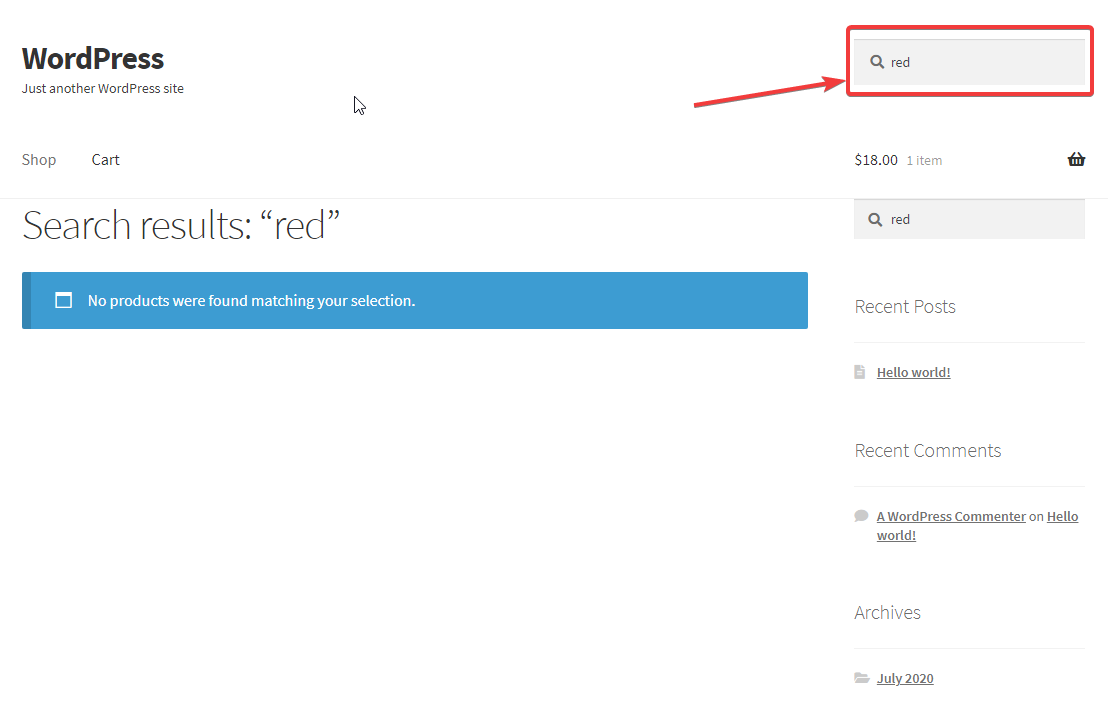 WordPress
Just another WordPress site
red
Shop
Cart
$18.00 1 item
Search results: “red”
No products were found matching your selection.
red
Recent Posts
Hello world!
Recent Comments
A WordPress Commenter on Hello
world!
Archives
July 2020